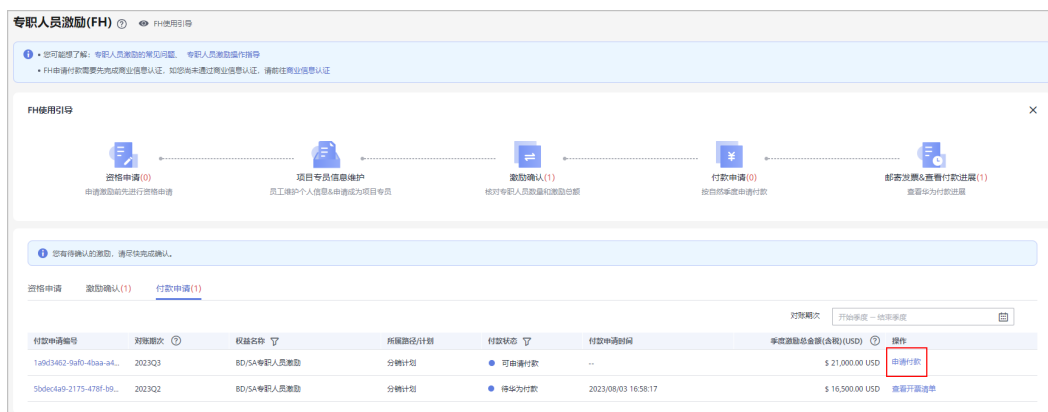 专职人员激励(FH) FH使用引导
• 您可能想了解：专职人员激励的常见问题、 专职人员激励操作指导
• FH申请付款需要先完成商业信息认证，如您尚未通过商业信息认证，请前往商业信息认证
FH使用引导
资格申请(0) 项目专员信息维护 激励确认(1) 付款申请(0) 邮寄发票&查看付款进展(1)
申请激励前先进行资格申请 员工维护个人信息&申请成为项目专员 核对专职人员数量和激励总额 按自然季度申请付款 查看华为付款进展
您有待确认的激励，请尽快完成确认。
资格申请 激励确认(1) 付款申请(1)
对账期次 开始季度 – 结束季度
付款申请编号 对账期次 权益名称 所属路径/计划 付款状态 付款申请时间 季度激励总金额(含税)(USD) 操作
1a9d3462-9af0-4baa-a4... 2023Q3 BD/SA专职人员激励 分销计划 可申请付款 -- $ 21,000.00 USD 申请付款
5bdec4a9-2175-478f-b9... 2023Q2 BD/SA专职人员激励 分销计划 待华为付款 2023/08/03 16:58:17 $ 16,500.00 USD 查看开票清单